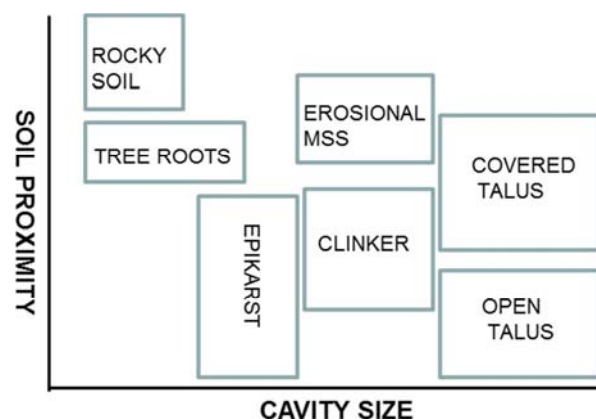 ROCKY
SOIL
TREE ROOTS
EROSIONAL
MSS
COVERED
TALUS
EPIKARST
CLINKER
OPEN
TALUS
SOIL PROXIMITY
CAVITY SIZE